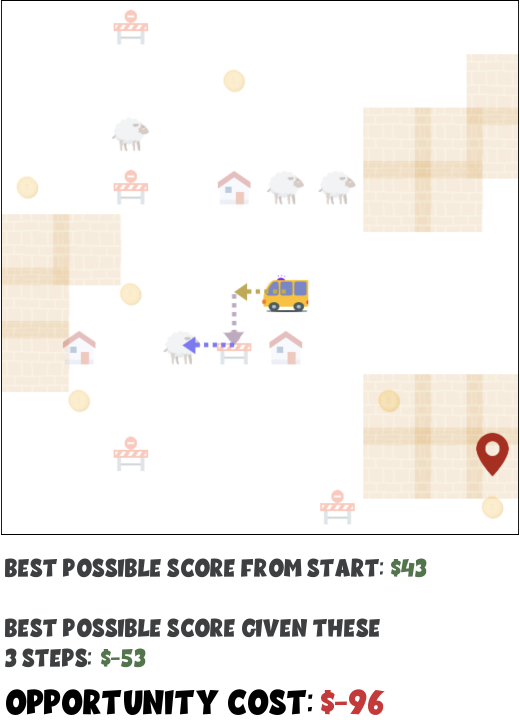 BEST POSSIBLE SCORE FROM START: $43
BEST POSSIBLE SCORE GIVEN THESE
3 STEPS: $-53
OPPORTUNITY COST: $-96